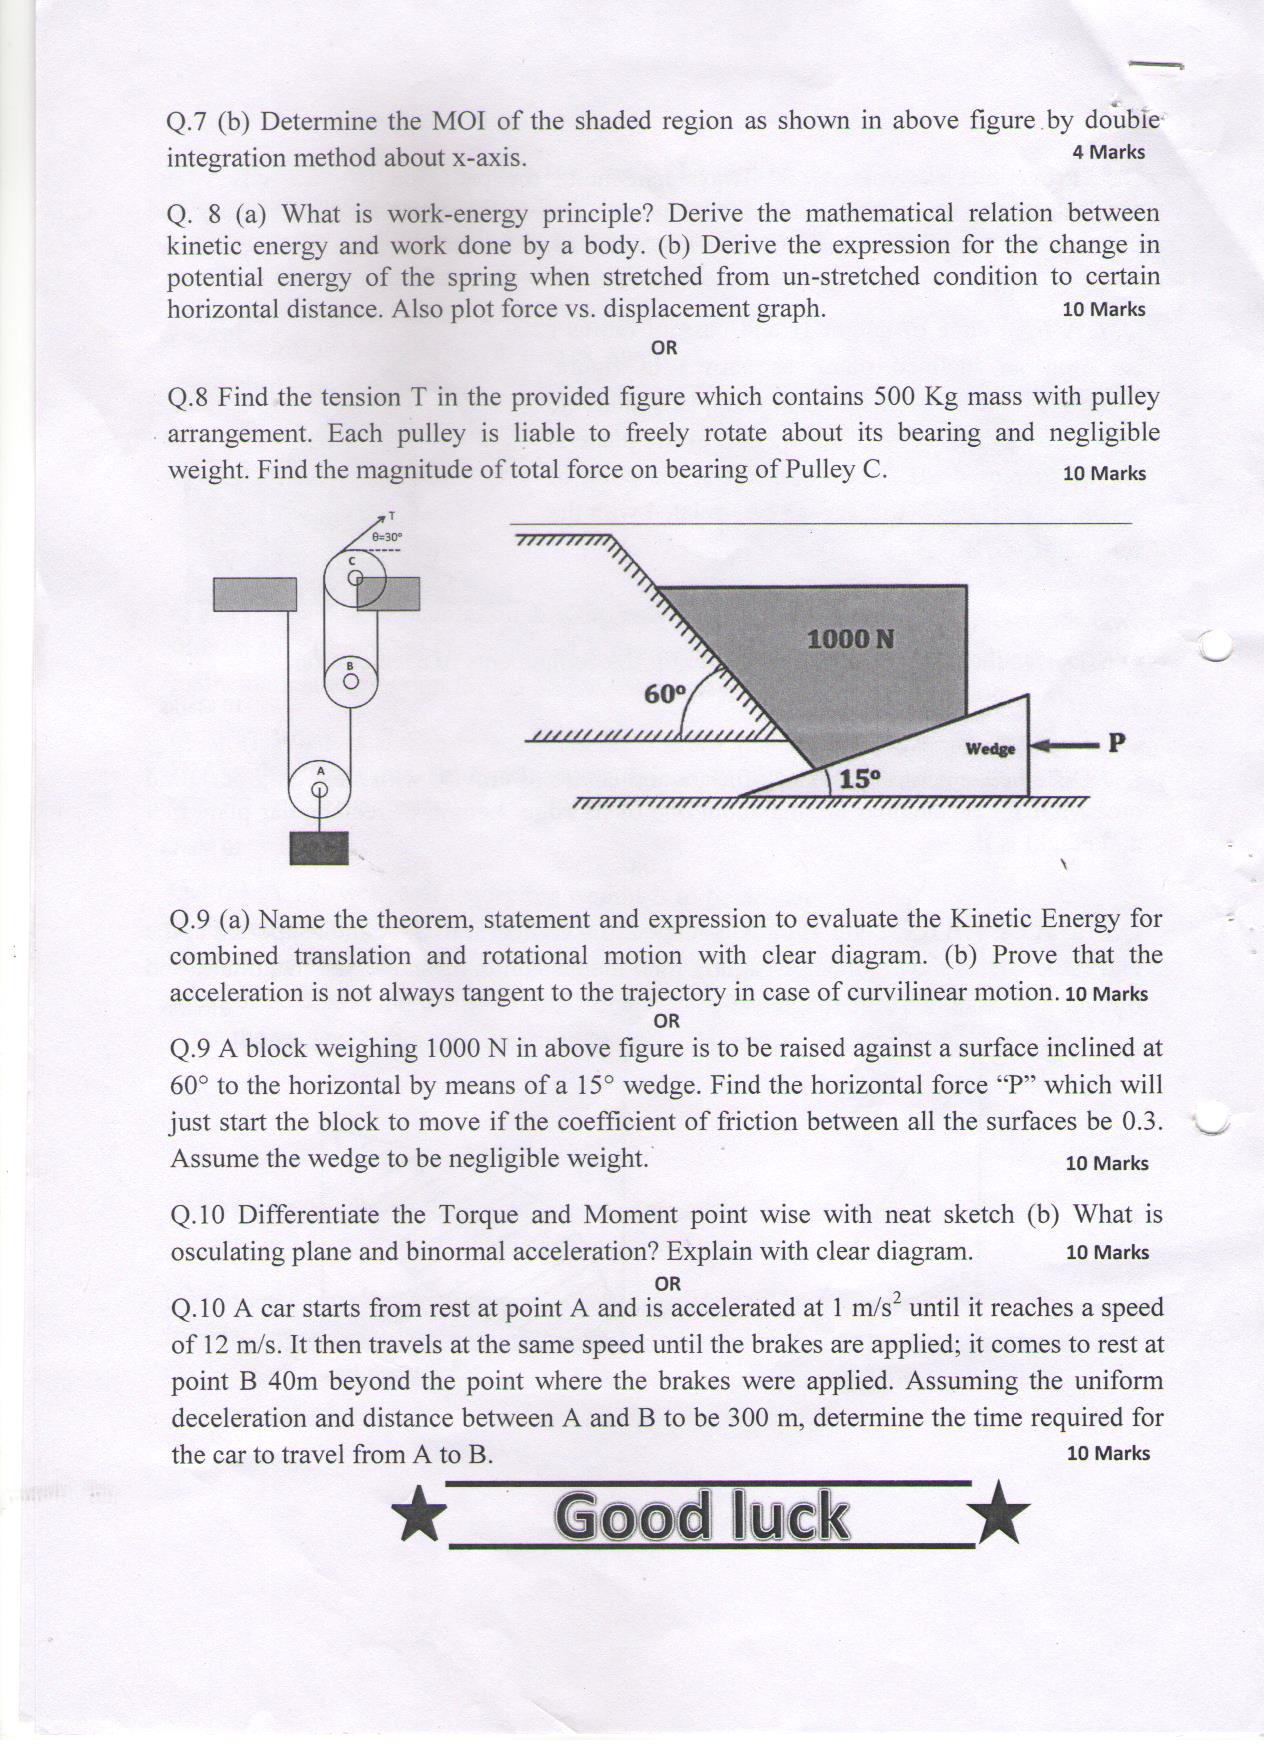 Q.7 (b) Determine the MOI of the shaded region as shown in above figure by double
integration method about x-axis. 4 Marks
Q. 8 (a) What is work-energy principle? Derive the mathematical relation between
kinetic energy and work done by a body. (b) Derive the expression for the change in
potential energy of the spring when stretched from un-stretched condition to certain
horizontal distance. Also plot force vs. displacement graph. 10 Marks
OR
Q.8 Find the tension T in the provided figure which contains 500 Kg mass with pulley
arrangement. Each pulley is liable to freely rotate about its bearing and negligible
weight. Find the magnitude of total force on bearing of Pulley C. 10 Marks
T
θ=30°
C
B
A
1000 N
60°
Wedge
P
15°
Q.9 (a) Name the theorem, statement and expression to evaluate the Kinetic Energy for
combined translation and rotational motion with clear diagram. (b) Prove that the
acceleration is not always tangent to the trajectory in case of curvilinear motion. 10 Marks
OR
Q.9 A block weighing 1000 N in above figure is to be raised against a surface inclined at
60° to the horizontal by means of a 15° wedge. Find the horizontal force “P” which will
just start the block to move if the coefficient of friction between all the surfaces be 0.3.
Assume the wedge to be negligible weight. 10 Marks
Q.10 Differentiate the Torque and Moment point wise with neat sketch (b) What is
osculating plane and binormal acceleration? Explain with clear diagram. 10 Marks
OR
Q.10 A car starts from rest at point A and is accelerated at 1 m/s² until it reaches a speed
of 12 m/s. It then travels at the same speed until the brakes are applied; it comes to rest at
point B 40m beyond the point where the brakes were applied. Assuming the uniform
deceleration and distance between A and B to be 300 m, determine the time required for
the car to travel from A to B. 10 Marks
Good luck